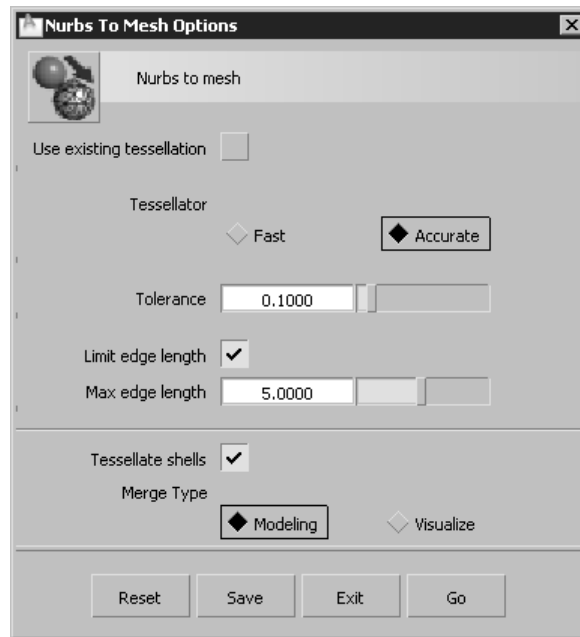 Nurbs To Mesh Options
Nurbs to mesh
Use existing tessellation
Tessellator
Fast Accurate
Tolerance 0.1000
Limit edge length
Max edge length 5.0000
Tessellate shells
Merge Type
Modeling Visualize
Reset Save Exit Go